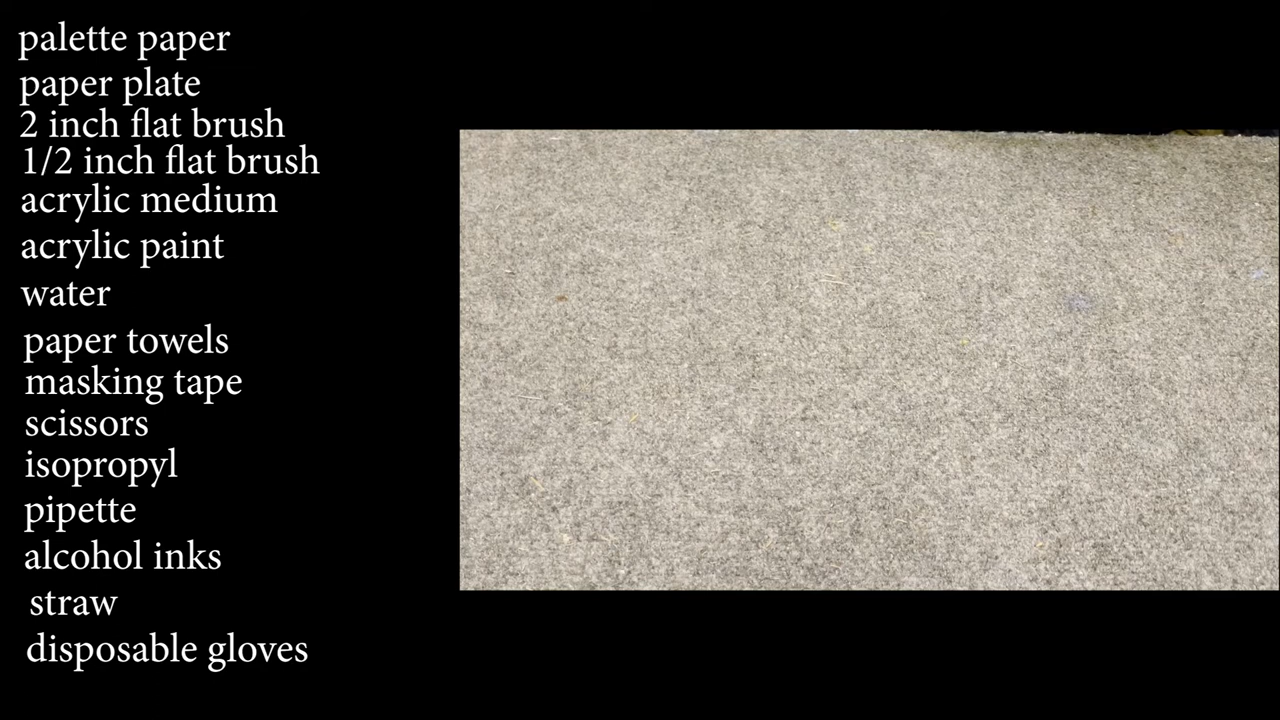 palette paper
paper plate
2 inch flat brush
1/2 inch flat brush
acrylic medium
acrylic paint
water
paper towels
masking tape
scissors
isopropyl
pipette
alcohol inks
straw
disposable gloves